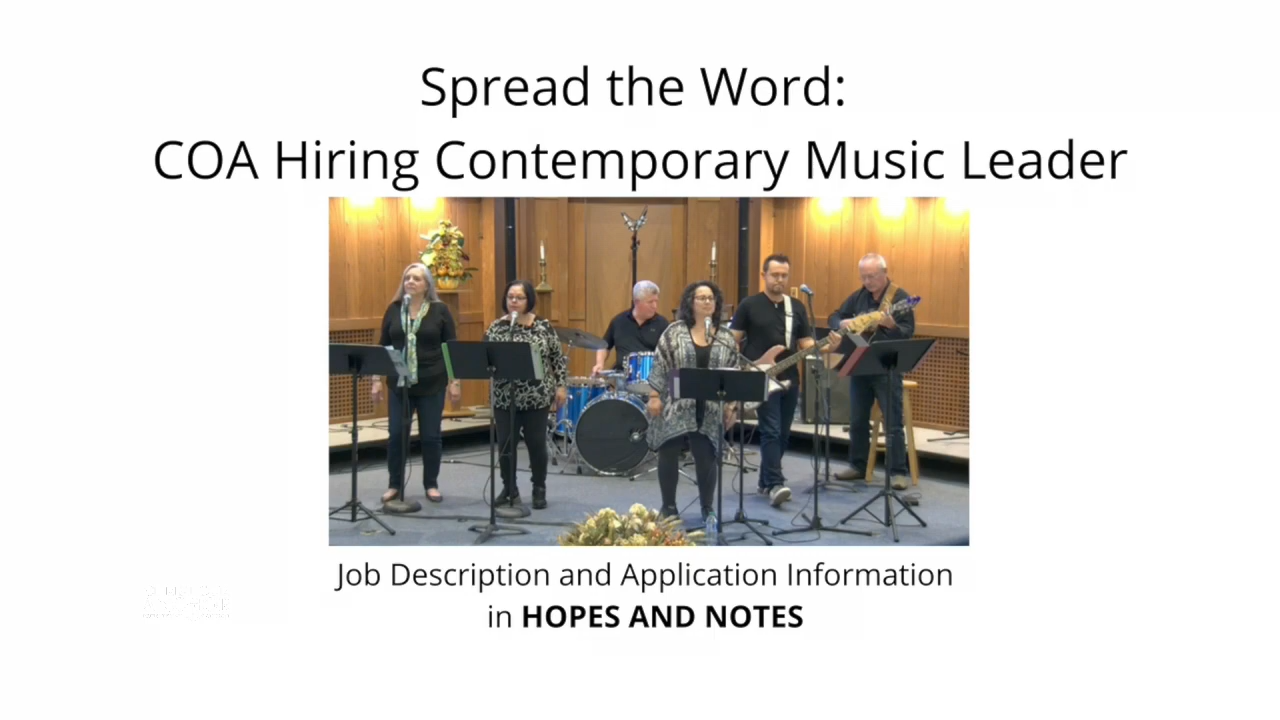 Spread the Word:
COA Hiring Contemporary Music Leader
Job Description and Application Information
in HOPES AND NOTES